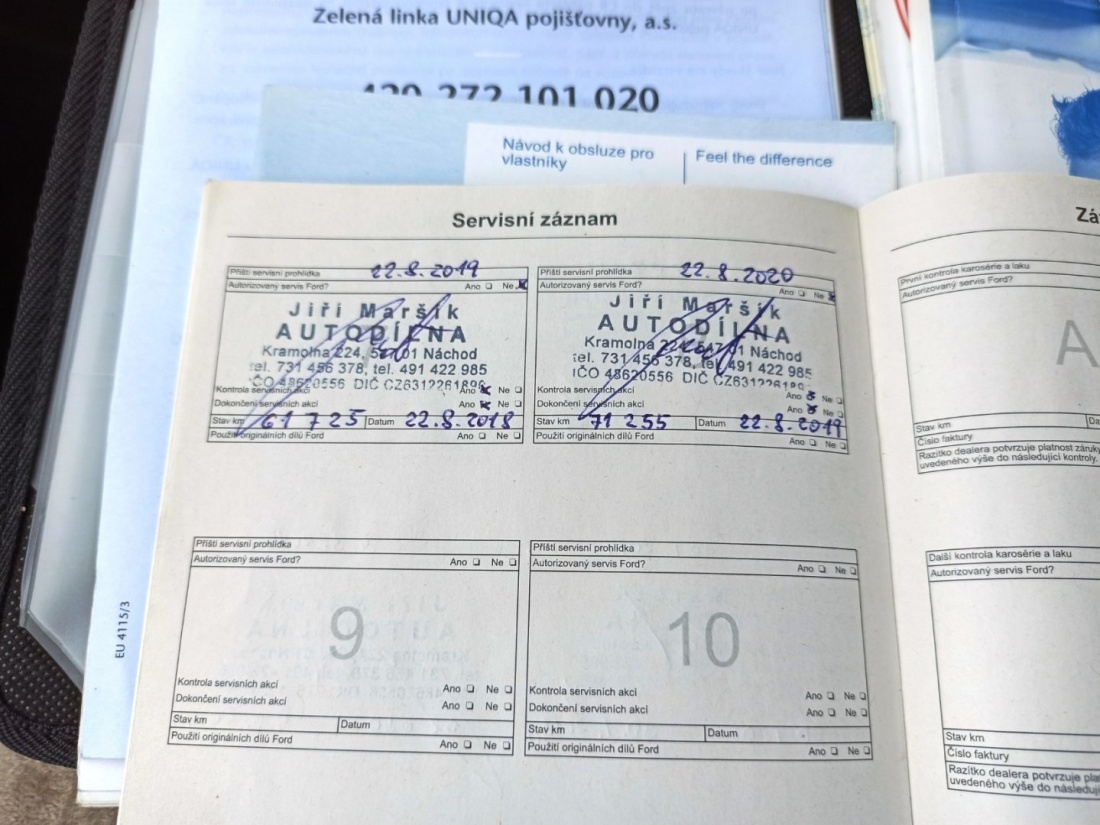 Zelená linka UNIQA pojišťovny, a.s.
420 272 101 020
Návod k obsluze pro
vlastníky
Feel the difference
Servisní záznam
Příští servisní prohlídka 22.8.2019
Autorizovaný servis Ford? Ano Ne
Jiří Maršík
AUTODÍLNA
Kramolna 224, 547 01 Náchod
tel. 731 456 378, tel. 491 422 985
IČO 48620556 DIČ
Kontrola servisních akcí Ano Ne
Dokončení servisních akcí Ano Ne
Stav km 61 725 Datum 22.8.2018
Použití originálních dílů Ford Ano Ne
Příští servisní prohlídka 22.8.2020
Autorizovaný servis Ford? Ano Ne
Jiří Maršík
AUTODÍLNA
Kramolna 224, 547 01 Náchod
tel. 731 456 378, tel. 491 422 985
IČO 48620556 DIČ
Kontrola servisních akcí Ano Ne
Dokončení servisních akcí Ano Ne
Stav km 71 255 Datum 22.8.2019
Použití originálních dílů Ford Ano Ne
Příští servisní prohlídka
Autorizovaný servis Ford? Ano Ne
9
Kontrola servisních akcí Ano Ne
Dokončení servisních akcí Ano Ne
Stav km Datum
Použití originálních dílů Ford Ano Ne
Příští servisní prohlídka
Autorizovaný servis Ford? Ano Ne
10
Kontrola servisních akcí Ano Ne
Dokončení servisních akcí Ano Ne
Stav km Datum
Použití originálních dílů Ford Ano Ne
EU 4115/3
První kontrola karosérie a laku
Autorizovaný servis Ford?
A
Stav km
Číslo faktury
Razítko dealera potvrzuje platnost záruky
uvedeného výše do následující kontroly.
Další kontrola karosérie a laku
Autorizovaný servis Ford?
Stav km
Číslo faktury
Razítko dealera potvrzuje
uvedeného výše do